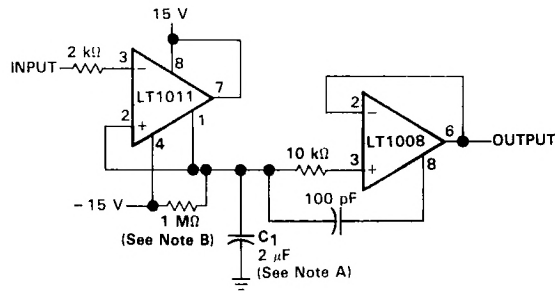 15 V
2 kΩ
INPUT
3
−
8
LT1011
7
2
+
1
4
− 15 V
1 MΩ
(See Note B)
C1
2 μF
(See Note A)
10 kΩ
100 pF
2
−
LT1008
6
OUTPUT
3
+
8